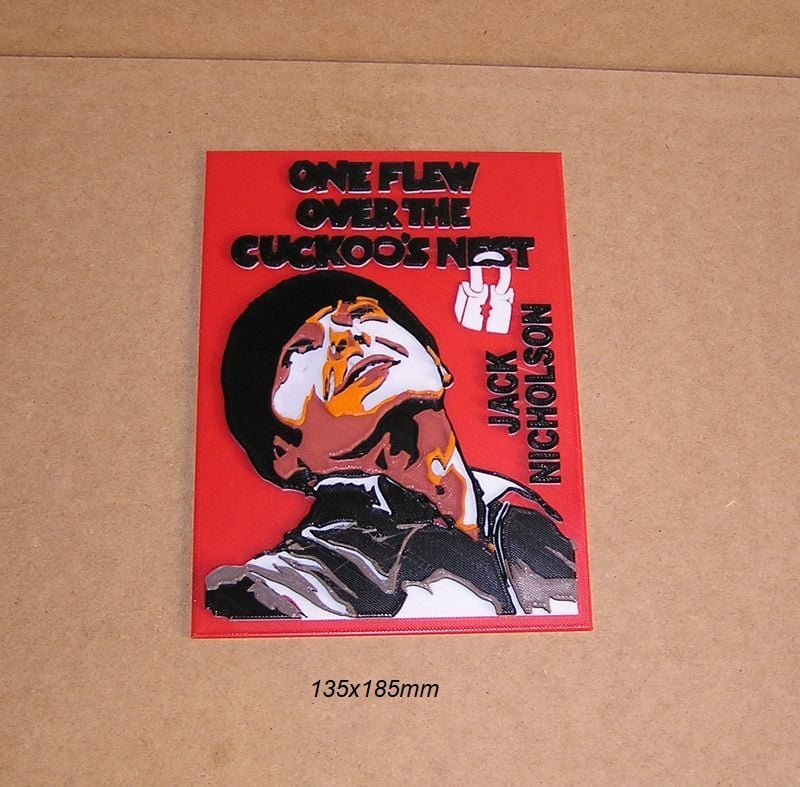 ONE FLEW
OVER THE
CUCKOO'S NEST
JACK
NICHOLSON
135x185mm